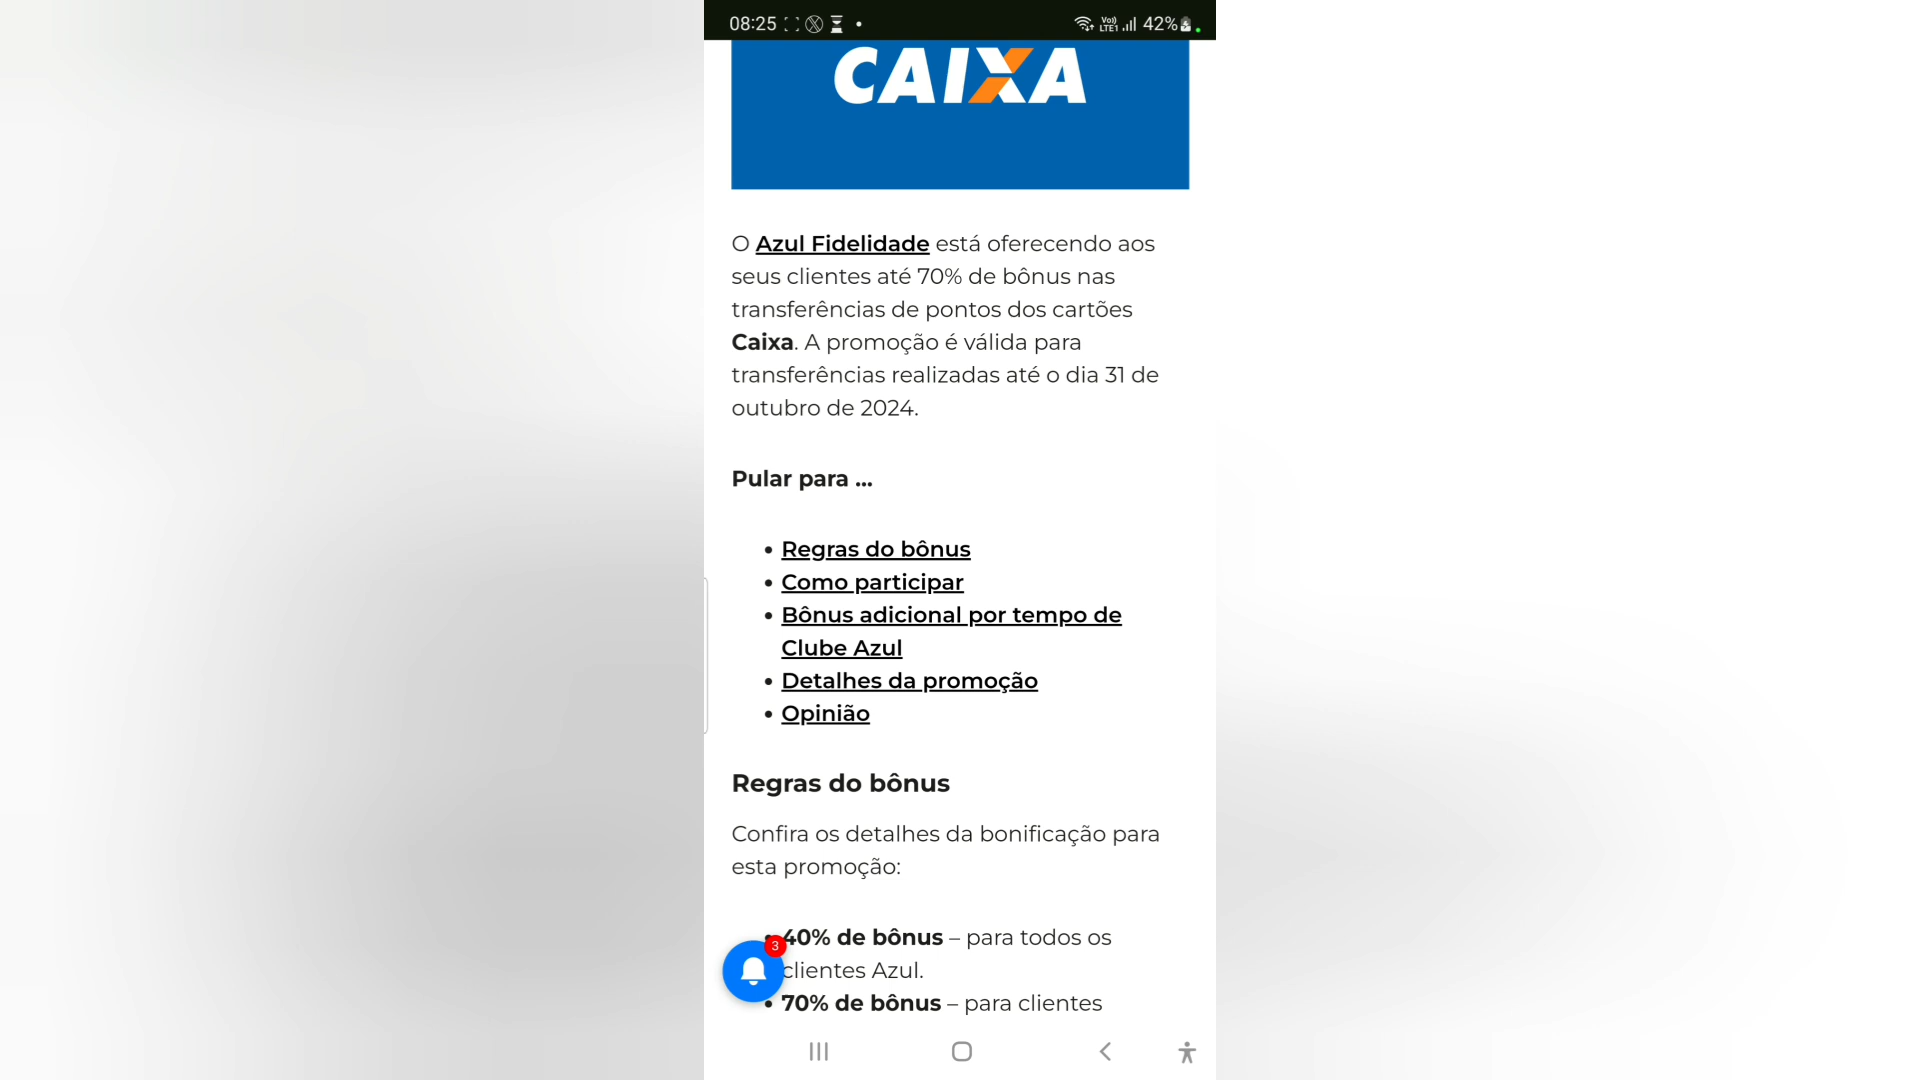 08:25
Vo))
LTE1
42%
CAIXA
O Azul Fidelidade está oferecendo aos
seus clientes até 70% de bônus nas
transferências de pontos dos cartões
Caixa. A promoção é válida para
transferências realizadas até o dia 31 de
outubro de 2024.
Pular para ...
• Regras do bônus
• Como participar
• Bônus adicional por tempo de
Clube Azul
• Detalhes da promoção
• Opinião
Regras do bônus
Confira os detalhes da bonificação para
esta promoção:
• 40% de bônus – para todos os
3
clientes Azul.
• 70% de bônus – para clientes